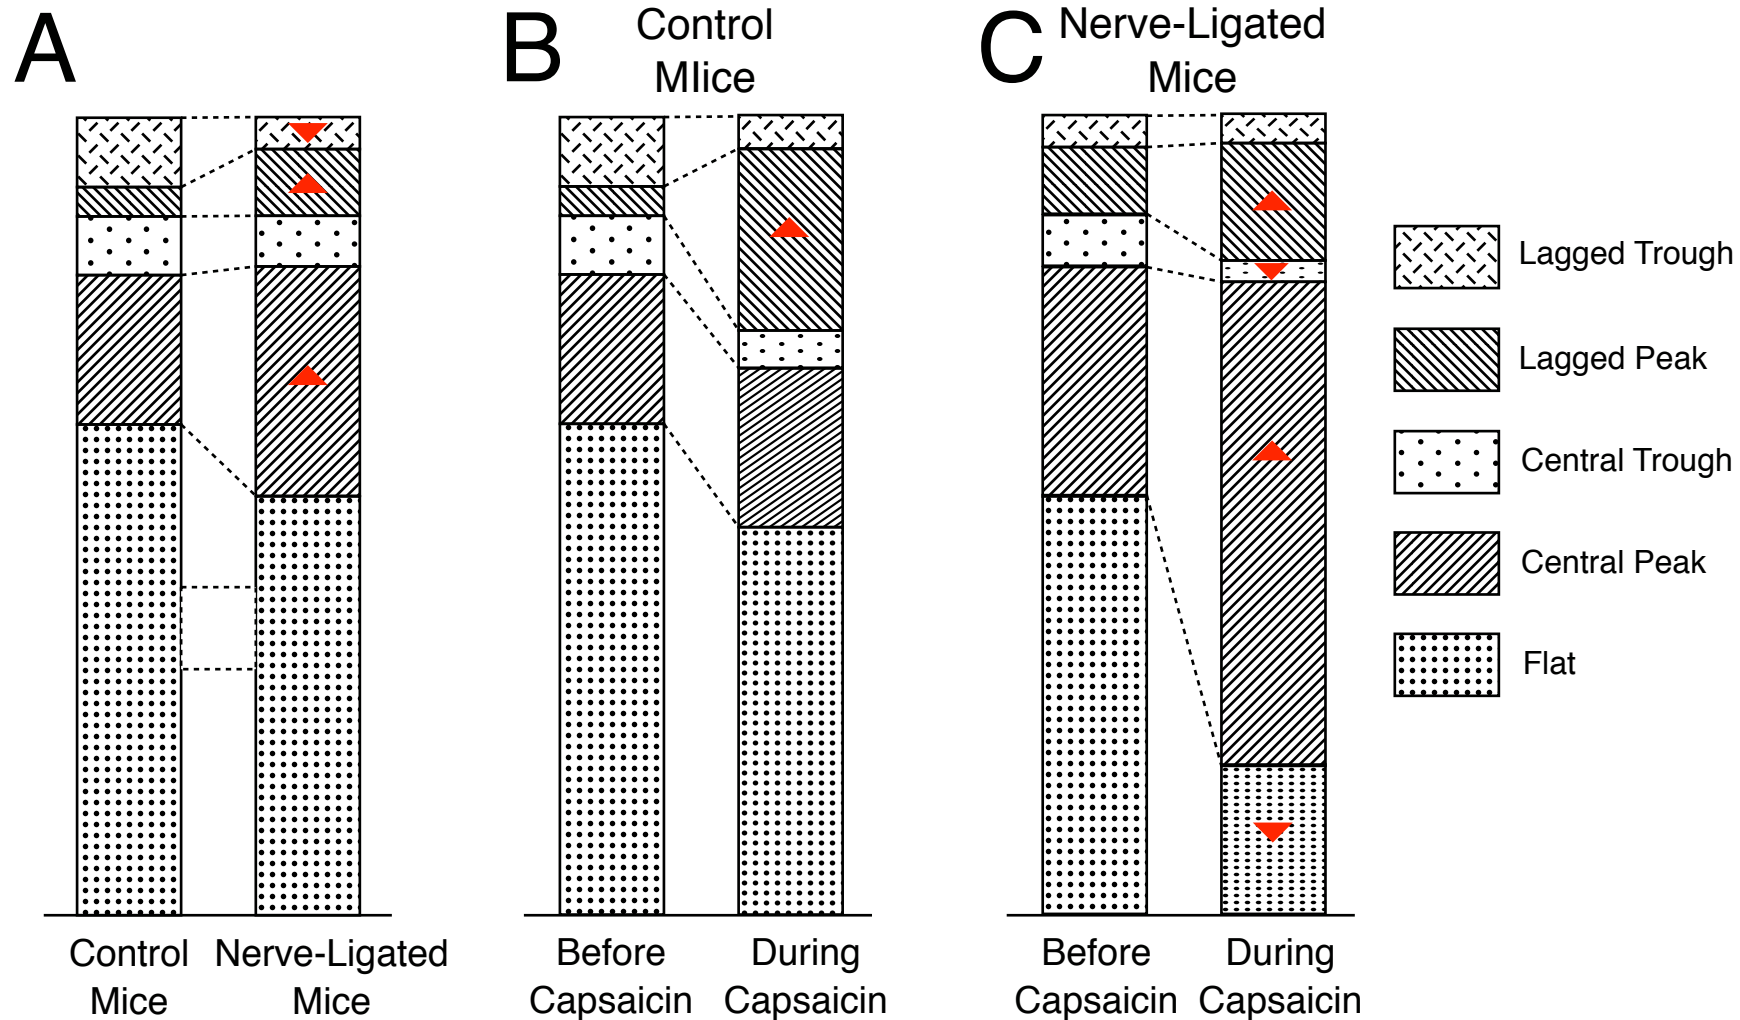 A
B
Control
MIice
C
Nerve-Ligated
Mice
Lagged Trough
Lagged Peak
Central Trough
Central Peak
Flat
Control
Mice
Nerve-Ligated
Mice
Before
Capsaicin
During
Capsaicin
Before
Capsaicin
During
Capsaicin